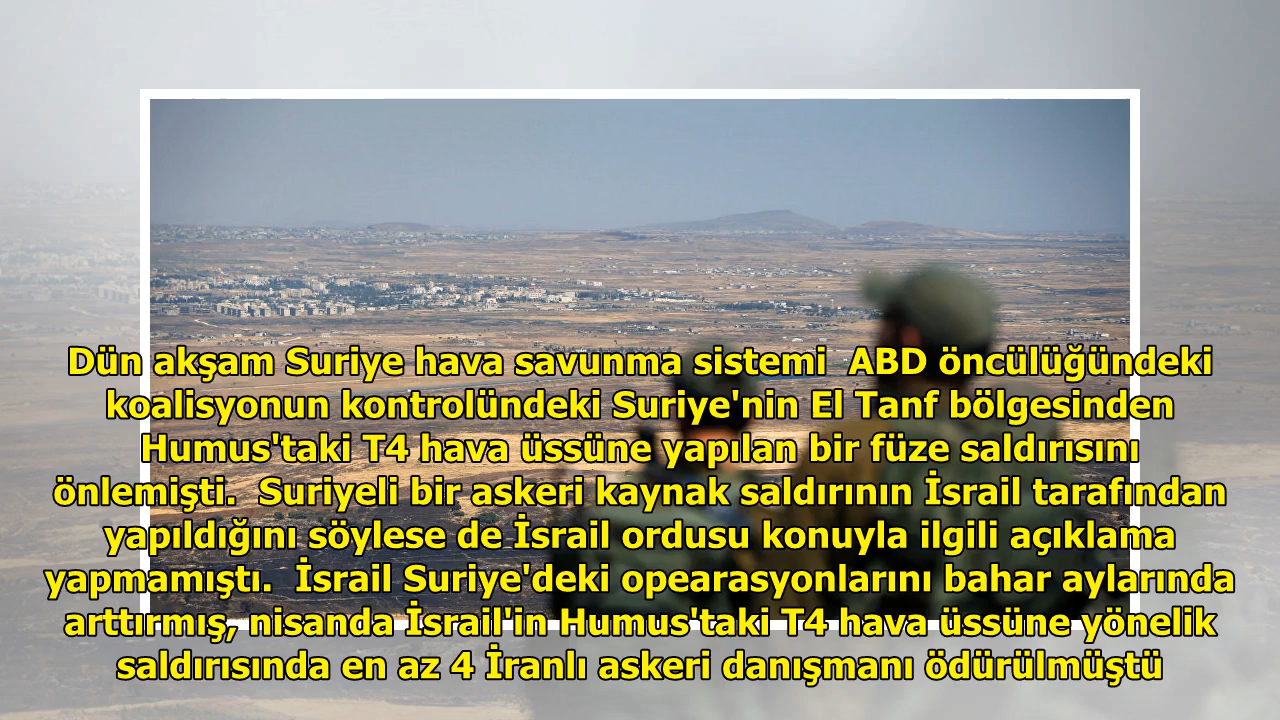 Dün akşam Suriye hava savunma sistemi  ABD öncülüğündeki
koalisyonun kontrolündeki Suriye'nin El Tanf bölgesinden
Humus'taki T4 hava üssüne yapılan bir füze saldırısını
önlemişti.  Suriyeli bir askeri kaynak saldırının İsrail tarafından
yapıldığını söylese de İsrail ordusu konuyla ilgili açıklama
yapmamıştı.  İsrail Suriye'deki opearasyonlarını bahar aylarında
arttırmış, nisanda İsrail'in Humus'taki T4 hava üssüne yönelik
saldırısında en az 4 İranlı askeri danışmanı ödürülmüştü